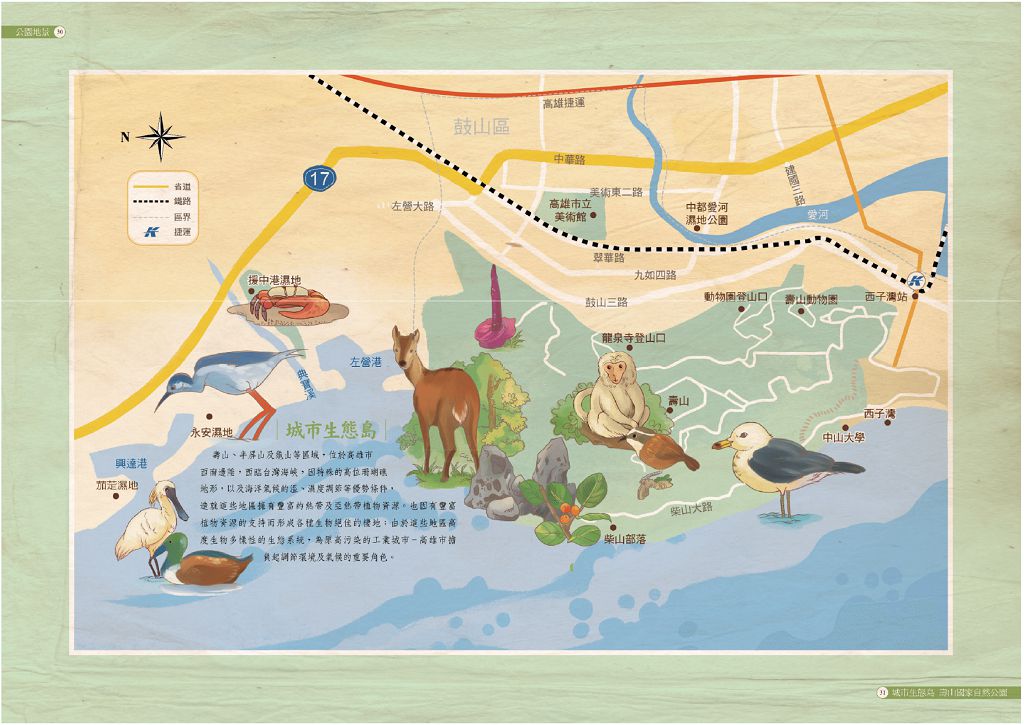 公園地景 30
高雄捷運
鼓山區
N
中華路
17
建國三路
省道
鐵路
區界
捷運
美術東二路
左營大路
高雄市立
美術館
中都愛河
濕地公園
愛河
翠華路
九如四路
援中港濕地
鼓山三路
動物園登山口
壽山動物園
西子灣站
龍泉寺登山口
左營港
典寶溪
壽山
西子灣
永安濕地
中山大學
城市生態島
壽山、半屏山及龜山等區域，位於高雄市
西南邊陲，西臨台灣海峽，因特殊的高位珊瑚礁
地形，以及海洋氣候的溫、濕度調節等優勢條件，
造就這些地區擁有豐富的熱帶及亞熱帶植物資源。也因有豐富
植物資源的支持而形成各種生物絕佳的棲地；由於這些地區高
度生物多樣性的生態系統，為原高污染的工業城市－高雄市擔
負起調節環境及氣候的重要角色。
興達港
茄萣濕地
柴山大路
柴山部落
31 城市生態島 壽山國家自然公園